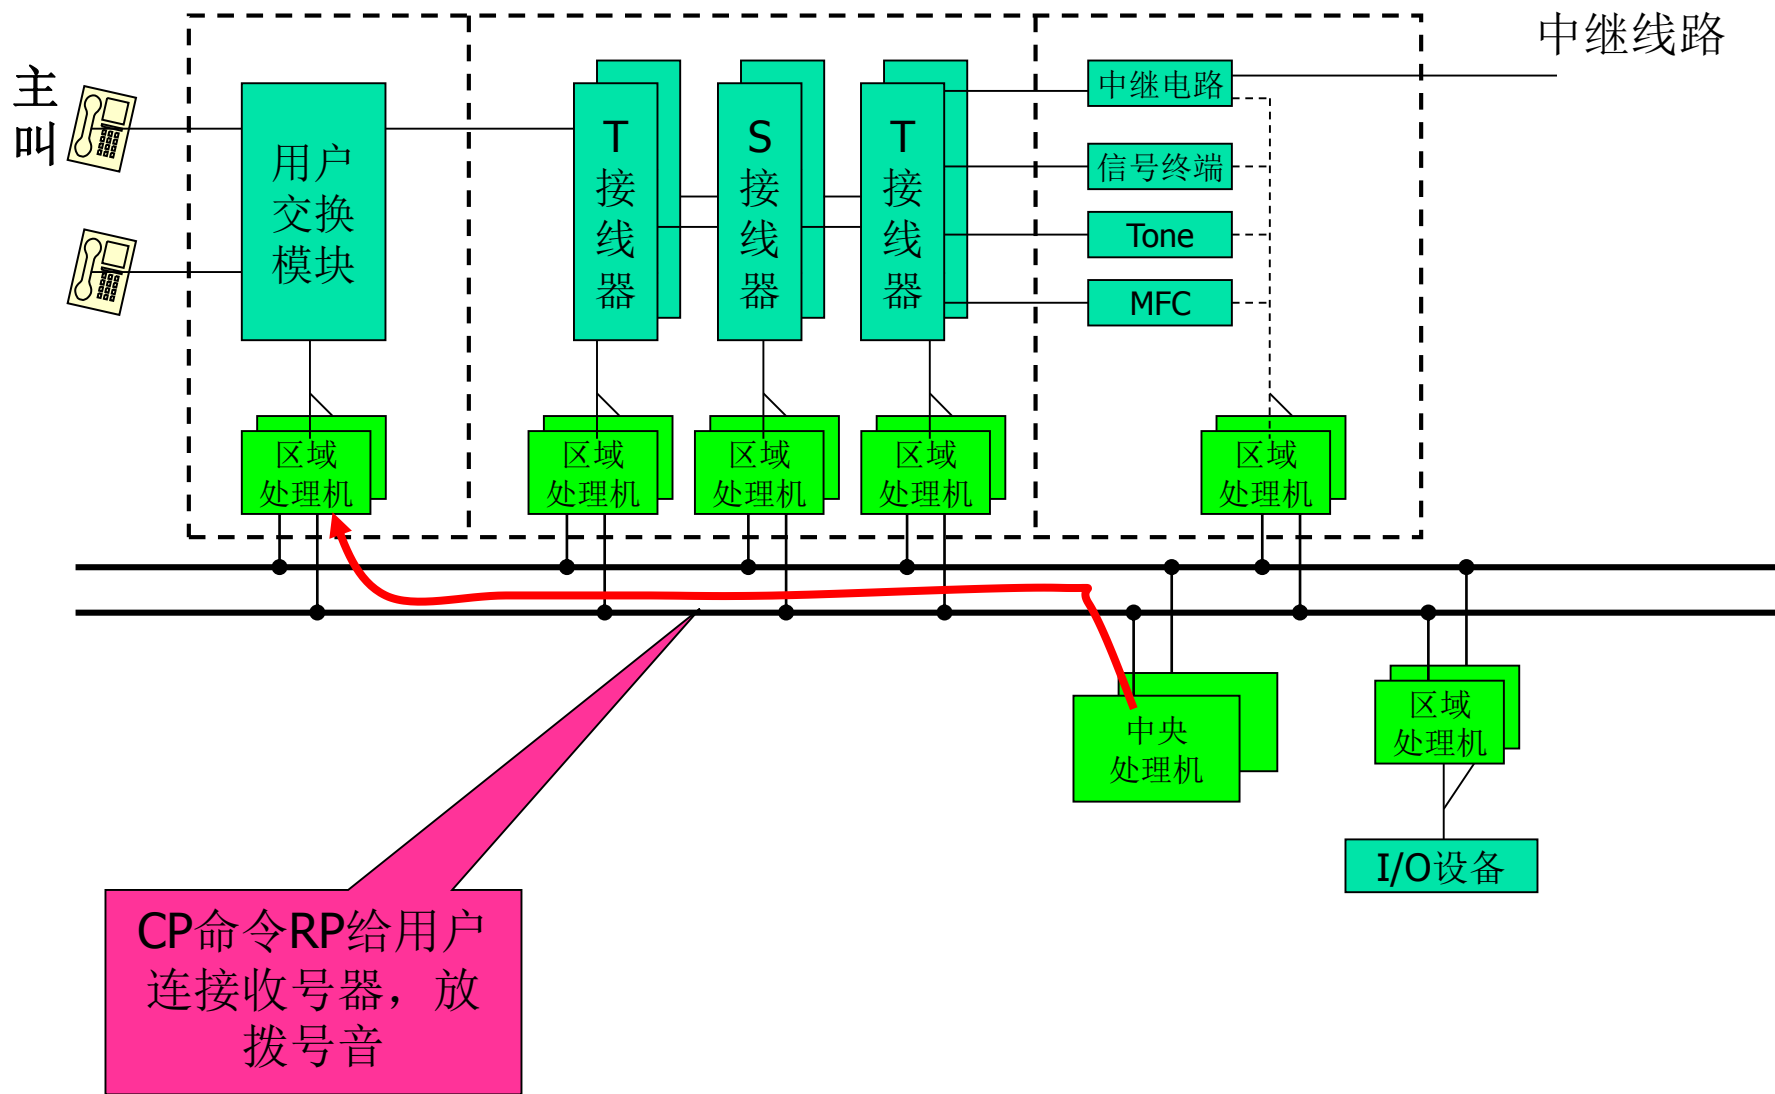 中继线路
主
叫
用户
交换
模块
T
接
线
器
S
接
线
器
T
接
线
器
中继电路
信号终端
Tone
MFC
区域
处理机
区域
处理机
区域
处理机
区域
处理机
区域
处理机
中央
处理机
区域
处理机
I/O设备
CP命令RP给用户
连接收号器，放
拨号音